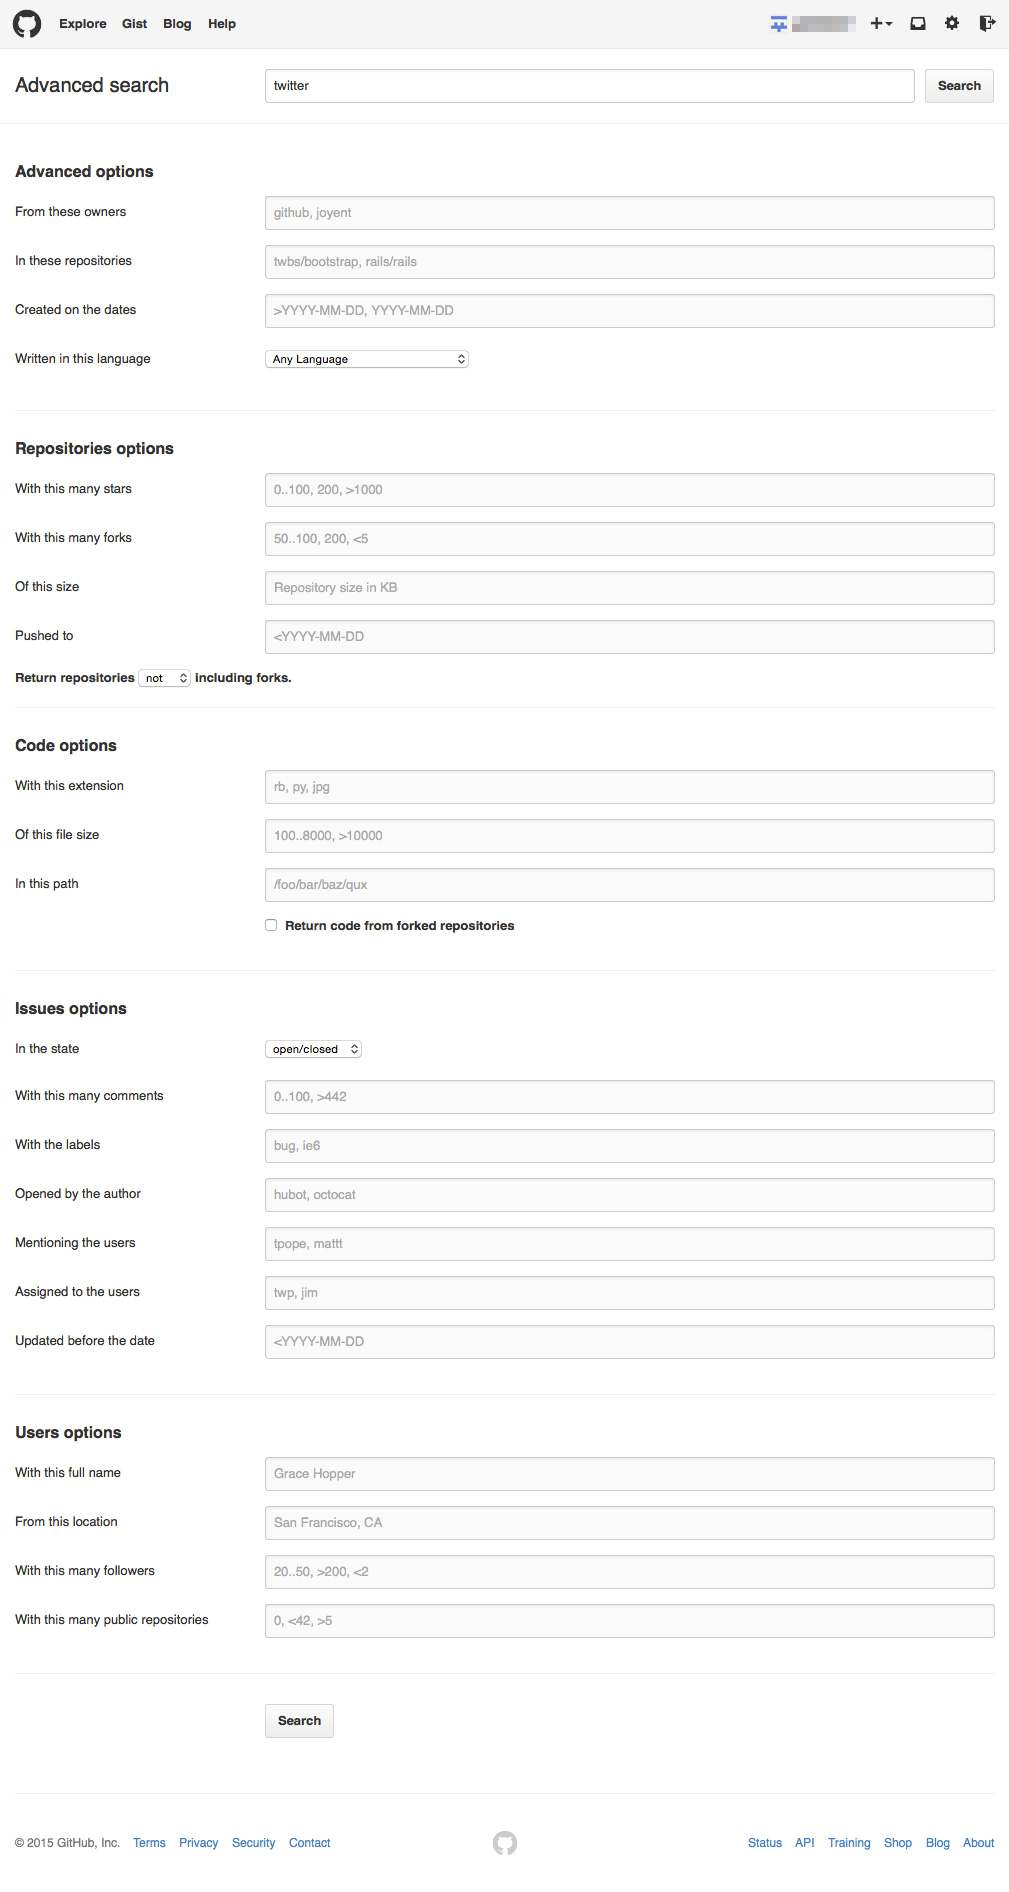 Explore Gist Blog Help
Advanced search twitter Search
Advanced options
From these owners github, joyent
In these repositories twbs/bootstrap, rails/rails
Created on the dates >YYYY-MM-DD, YYYY-MM-DD
Written in this language Any Language
Repositories options
With this many stars 0..100, 200, >1000
With this many forks 50..100, 200, <5
Of this size Repository size in KB
Pushed to <YYYY-MM-DD
Return repositories not including forks.
Code options
With this extension rb, py, jpg
Of this file size 100..8000, >10000
In this path /foo/bar/baz/qux
Return code from forked repositories
Issues options
In the state open/closed
With this many comments 0..100, >442
With the labels bug, ie6
Opened by the author hubot, octocat
Mentioning the users tpope, mattt
Assigned to the users twp, jim
Updated before the date <YYYY-MM-DD
Users options
With this full name Grace Hopper
From this location San Francisco, CA
With this many followers 20..50, >200, <2
With this many public repositories 0, <42, >5
Search
© 2015 GitHub, Inc. Terms Privacy Security Contact Status API Training Shop Blog About